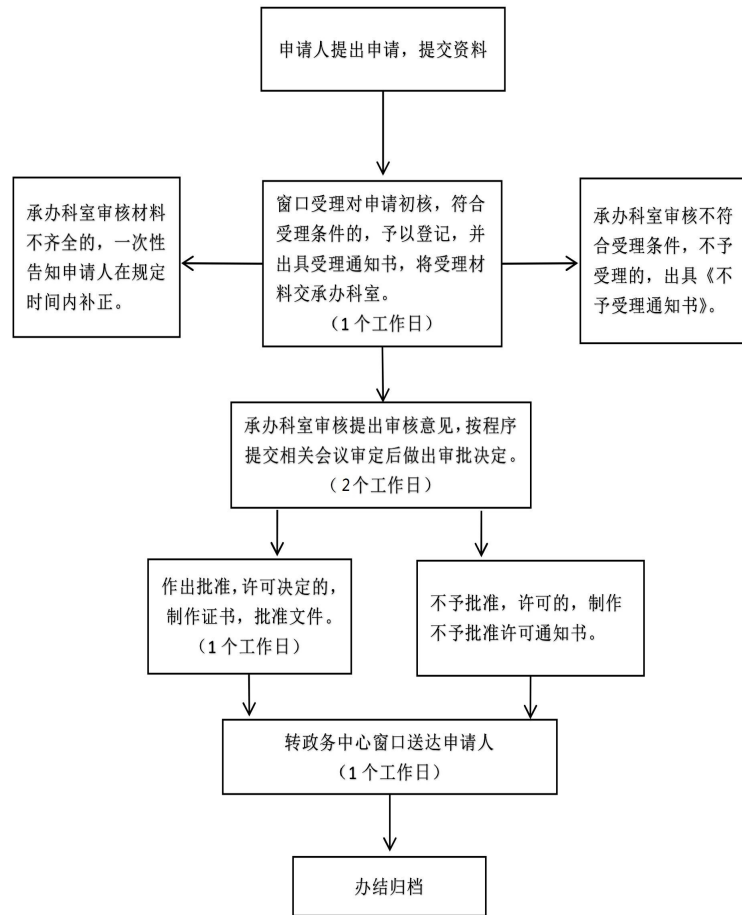 申请人提出申请，提交资料
承办科室审核材料
不齐全的，一次性
告知申请人在规定
时间内补正。
窗口受理对申请初核，符合
受理条件的，予以登记，并
出具受理通知书，将受理材
料交承办科室。
（1个工作日）
承办科室审核不符
合受理条件，不予
受理的，出具《不
予受理通知书》。
承办科室审核提出审核意见，按程序
提交相关会议审定后做出审批决定。
（2个工作日）
作出批准，许可决定的，
制作证书，批准文件。
（1个工作日）
不予批准，许可的，制作
不予批准许可通知书。
转政务中心窗口送达申请人
（1个工作日）
办结归档